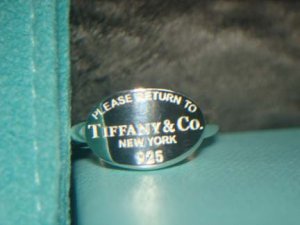 PLEASE RETURN TO
TIFFANY & CO.
NEW YORK
925